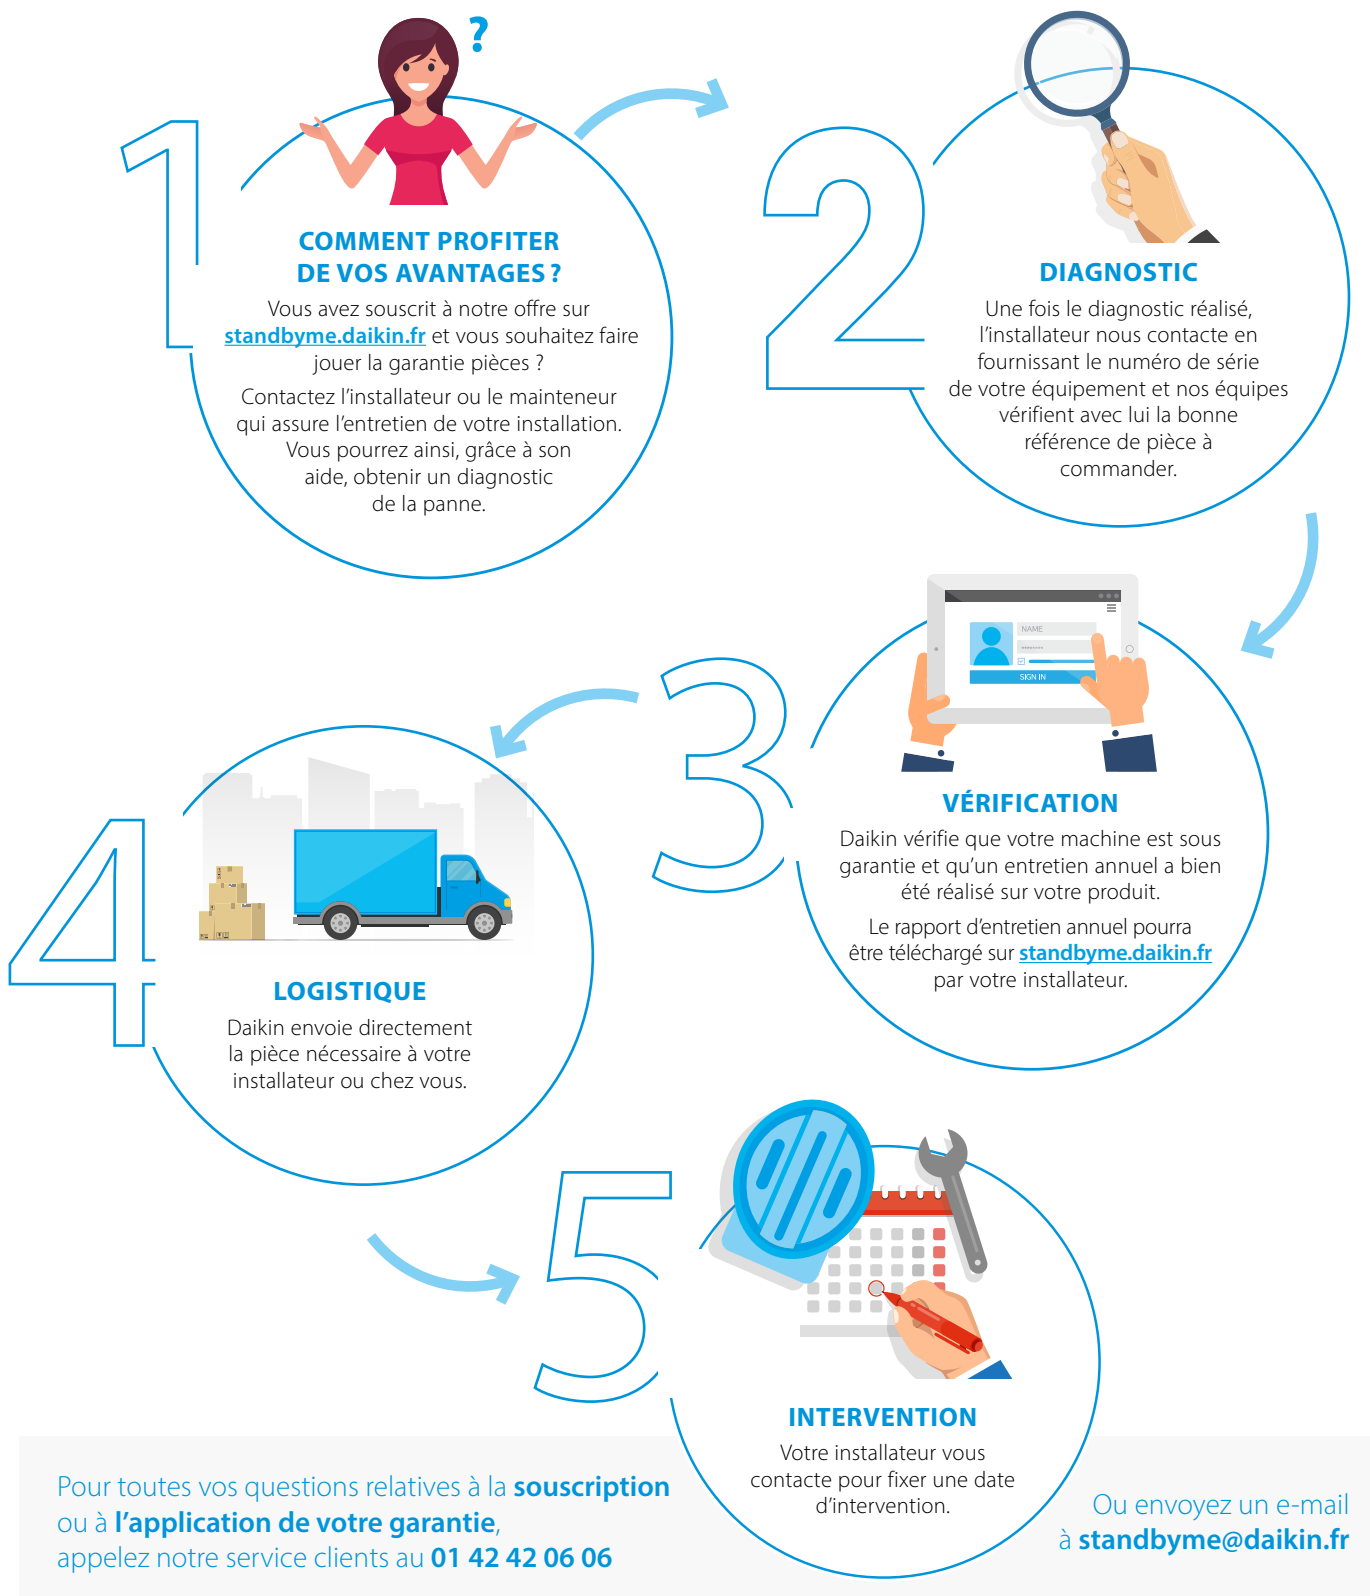 ?
1
COMMENT PROFITER
DE VOS AVANTAGES ?
Vous avez souscrit à notre offre sur
standbyme.daikin.fr et vous souhaitez faire
jouer la garantie pièces ?
Contactez l’installateur ou le mainteneur
qui assure l’entretien de votre installation.
Vous pourrez ainsi, grâce à son
aide, obtenir un diagnostic
de la panne.
2
DIAGNOSTIC
Une fois le diagnostic réalisé,
l’installateur nous contacte en
fournissant le numéro de série
de votre équipement et nos équipes
vérifient avec lui la bonne
référence de pièce à
commander.
3
NAME
SIGN IN
VÉRIFICATION
Daikin vérifie que votre machine est sous
garantie et qu’un entretien annuel a bien
été réalisé sur votre produit.
Le rapport d’entretien annuel pourra
être téléchargé sur standbyme.daikin.fr
par votre installateur.
4
LOGISTIQUE
Daikin envoie directement
la pièce nécessaire à votre
installateur ou chez vous.
5
INTERVENTION
Votre installateur vous
contacte pour fixer une date
d’intervention.
Pour toutes vos questions relatives à la souscription
ou à l’application de votre garantie,
appelez notre service clients au 01 42 42 06 06
Ou envoyez un e-mail
à standbyme@daikin.fr